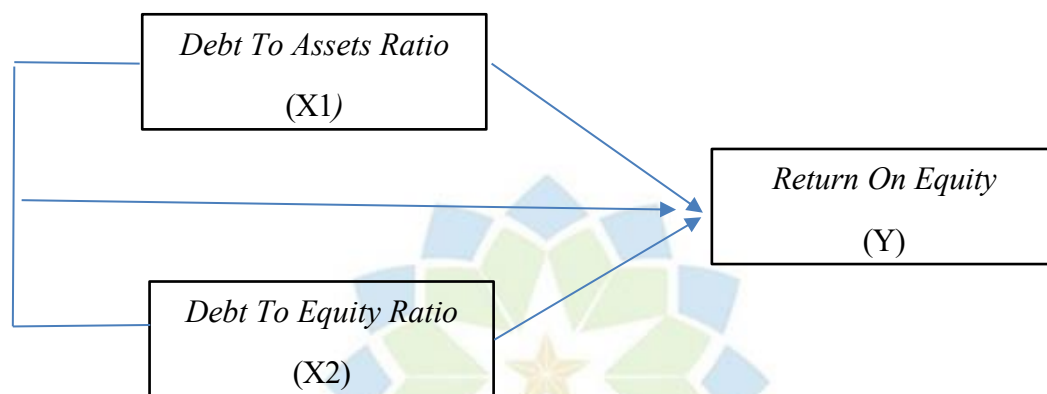 Debt To Assets Ratio
(X1)
Return On Equity
(Y)
Debt To Equity Ratio
(X2)